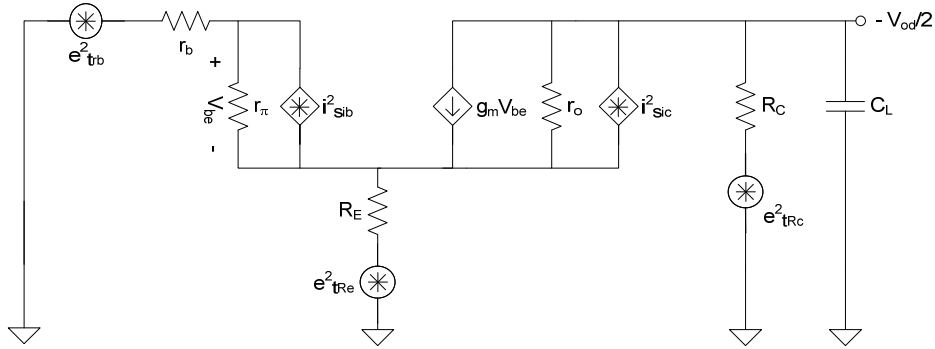 - Vod/2
e²trb
rb
+
Vbe
-
rπ
i²sib
gmVbe
ro
i²sic
RC
CL
RE
e²tRc
e²tRe